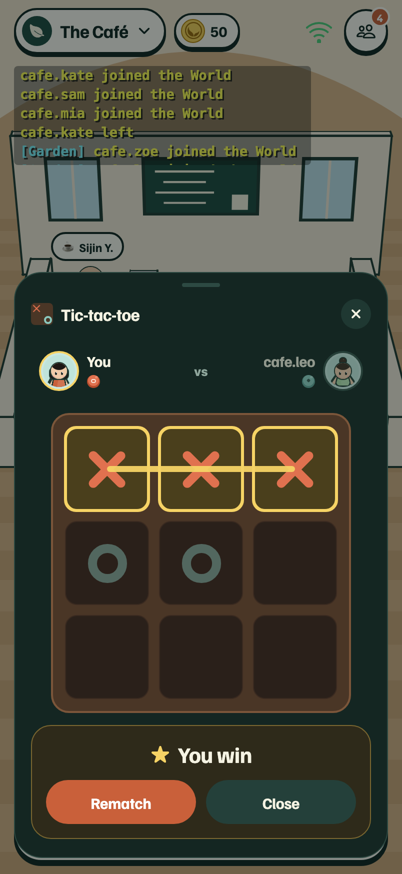 The Café
50
4
cafe.kate joined the World
cafe.sam joined the World
cafe.mia joined the World
cafe.kate left
[Garden] cafe.zoe joined the World
Sijin Y.
Tic-tac-toe
You
vs
cafe.leo
You win
Rematch
Close